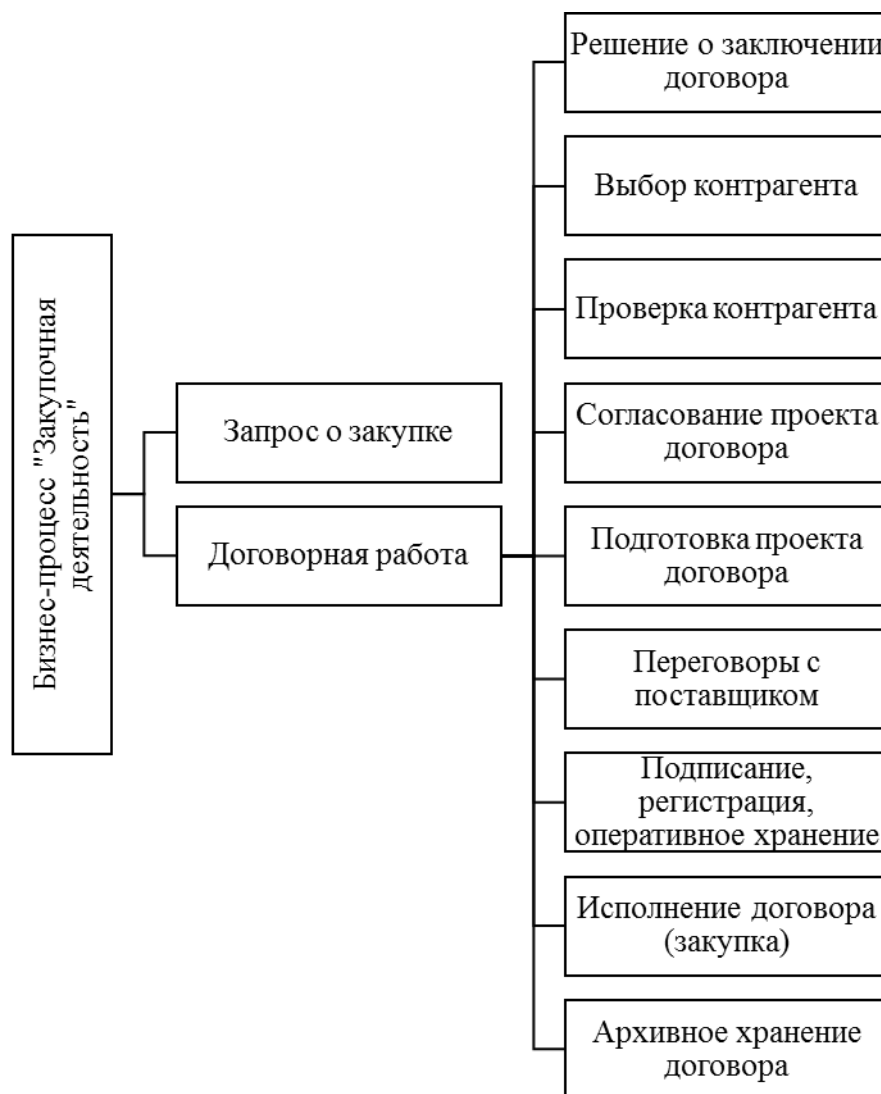 Бизнес-процесс "Закупочная
деятельность"
Запрос о закупке
Договорная работа
Решение о заключении
договора
Выбор контрагента
Проверка контрагента
Согласование проекта
договора
Подготовка проекта
договора
Переговоры с
поставщиком
Подписание,
регистрация,
оперативное хранение
Исполнение договора
(закупка)
Архивное хранение
договора